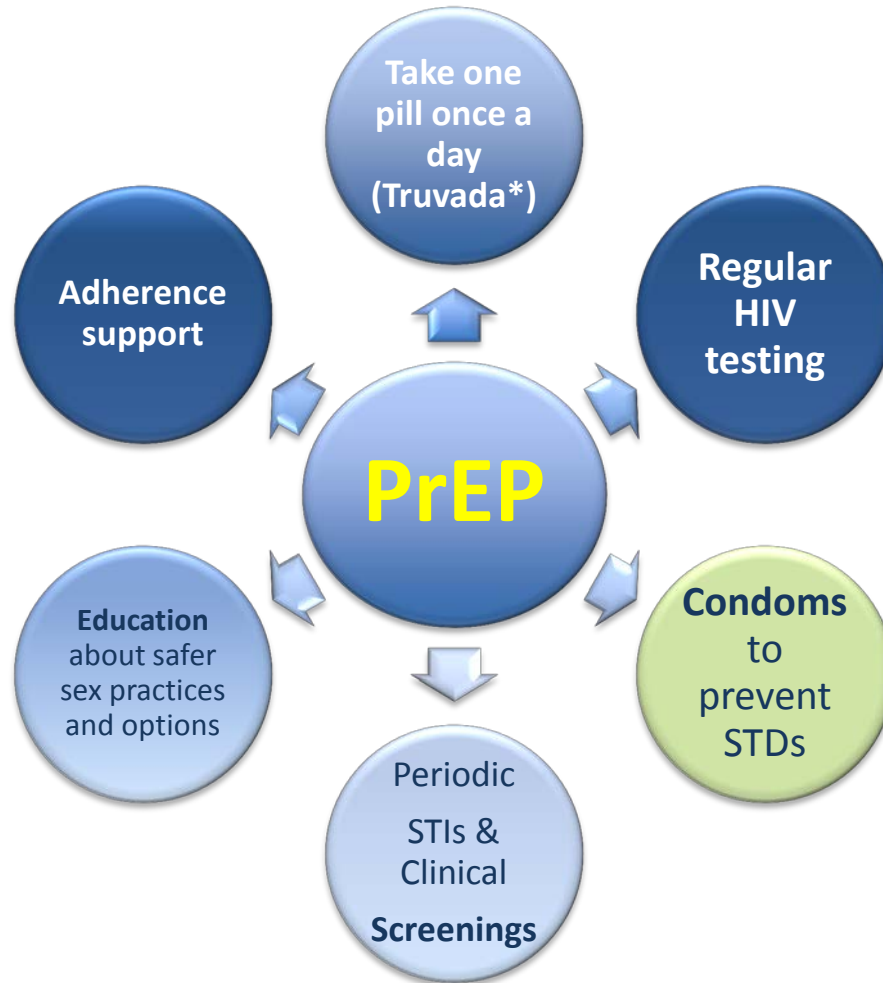 Take one
pill once a
day
(Truvada*)
Adherence
support
Regular
HIV
testing
PrEP
Education
about safer
sex practices
and options
Condoms
to
prevent
STDs
Periodic
STIs &
Clinical
Screenings